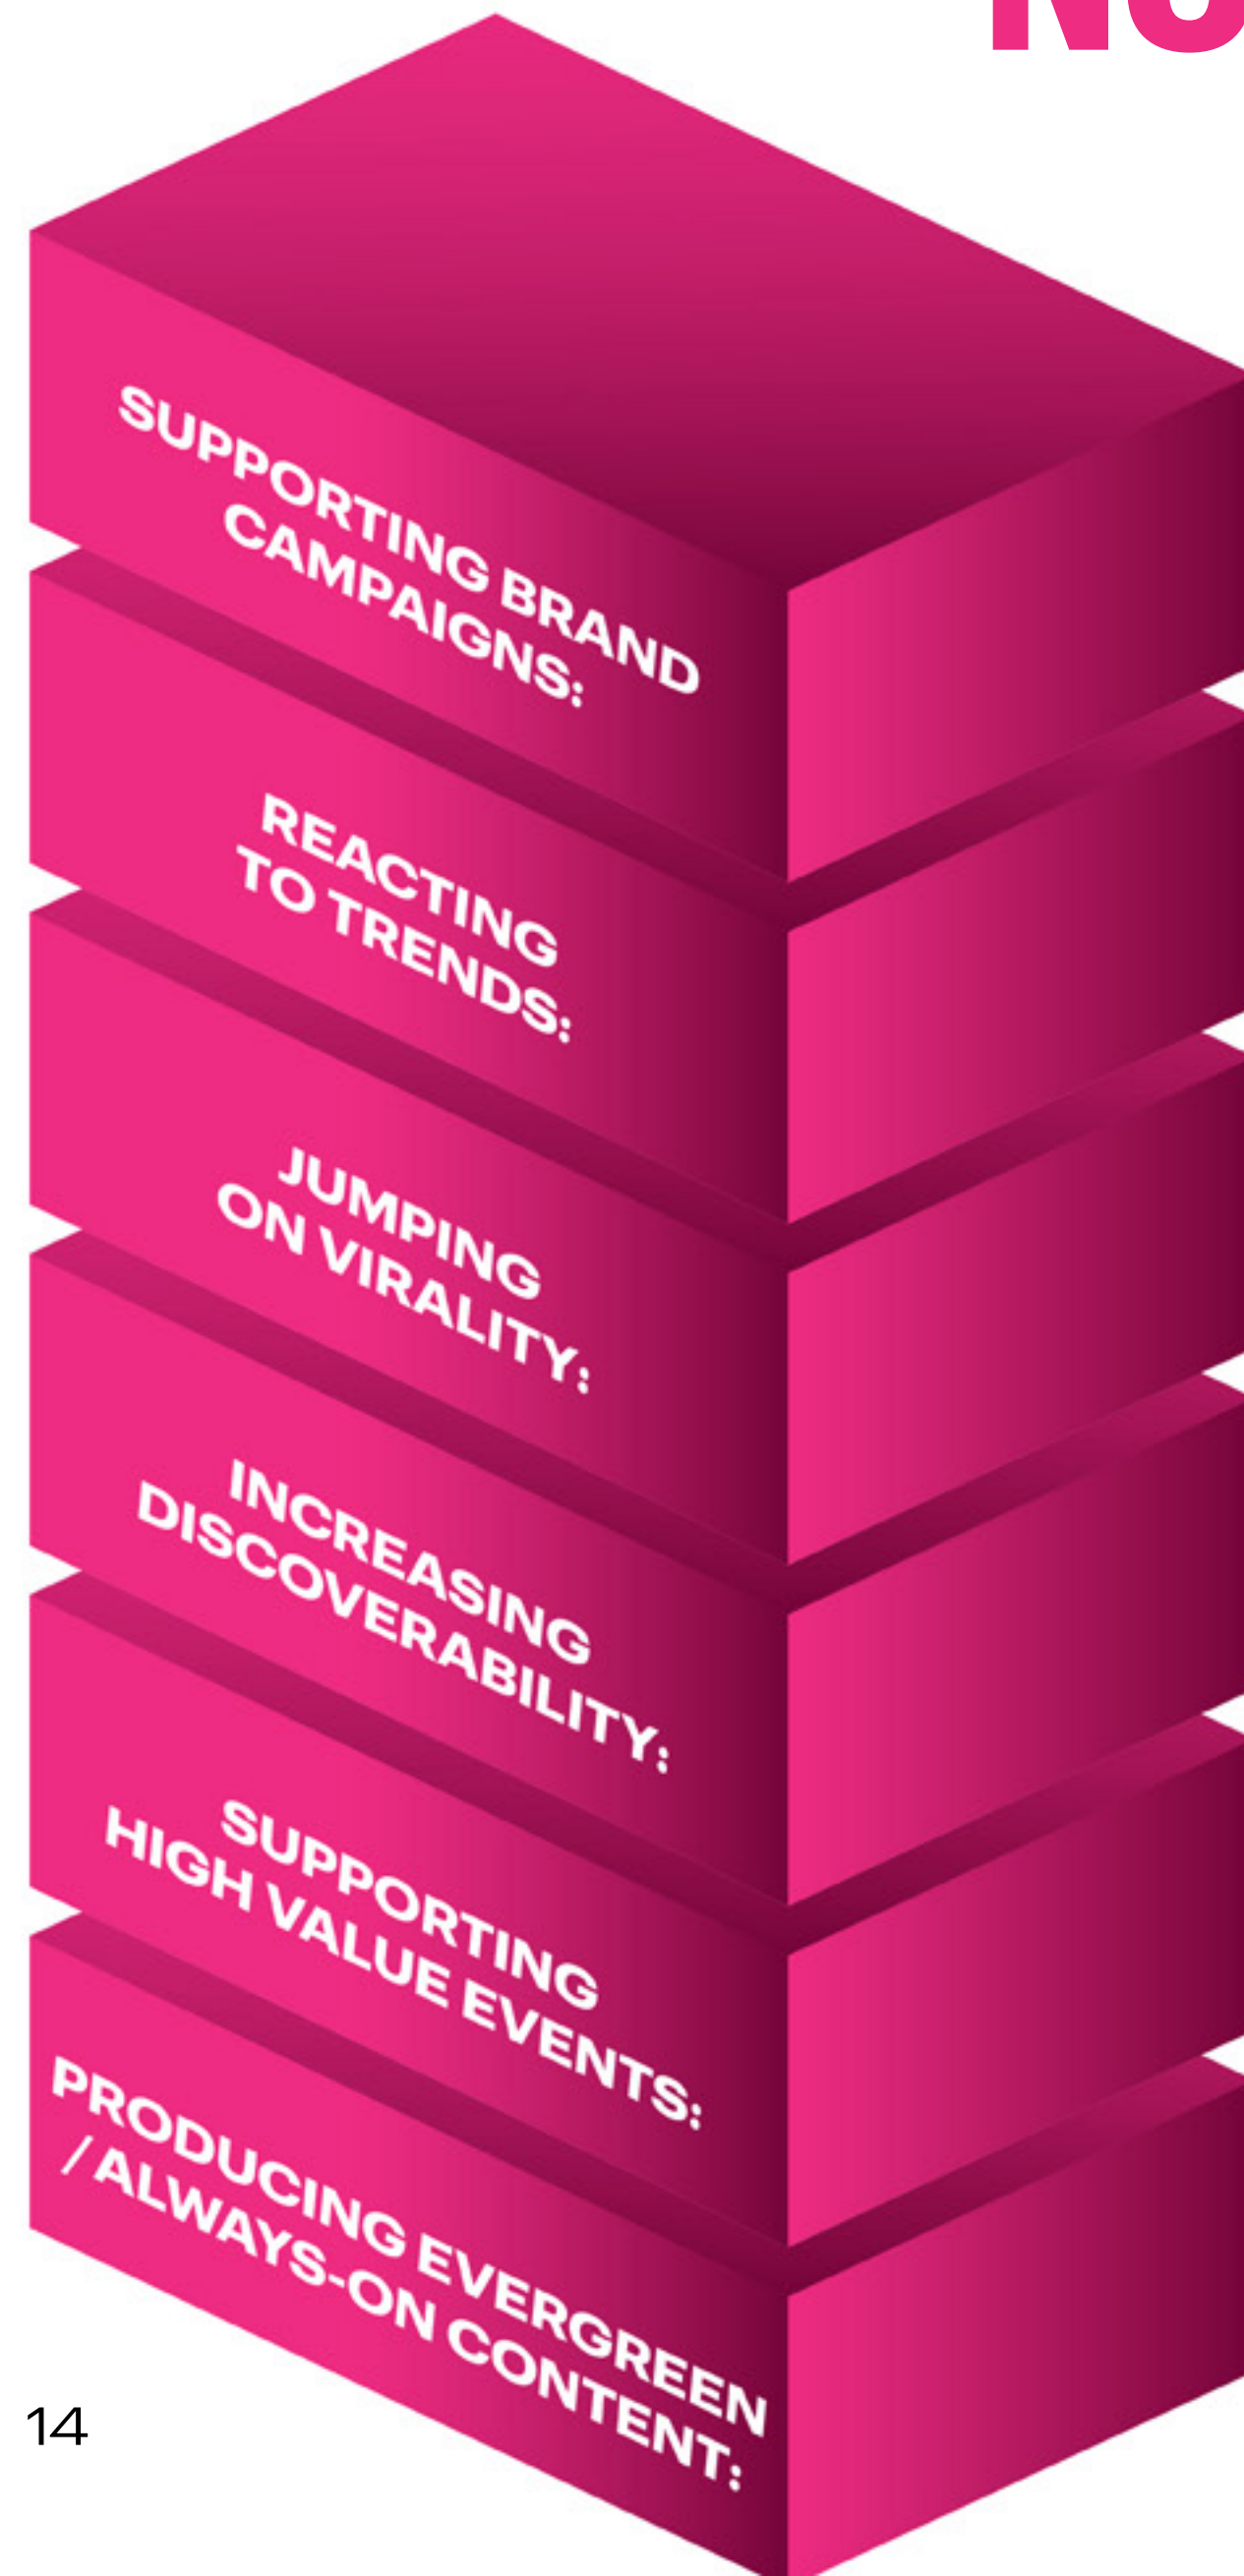 SUPPORTING BRAND
CAMPAIGNS:
REACTING
TO TRENDS:
JUMPING
ON VIRALITY:
INCREASING
DISCOVERABILITY:
SUPPORTING
HIGH VALUE EVENTS:
PRODUCING EVERGREEN
/ ALWAYS-ON CONTENT:
14